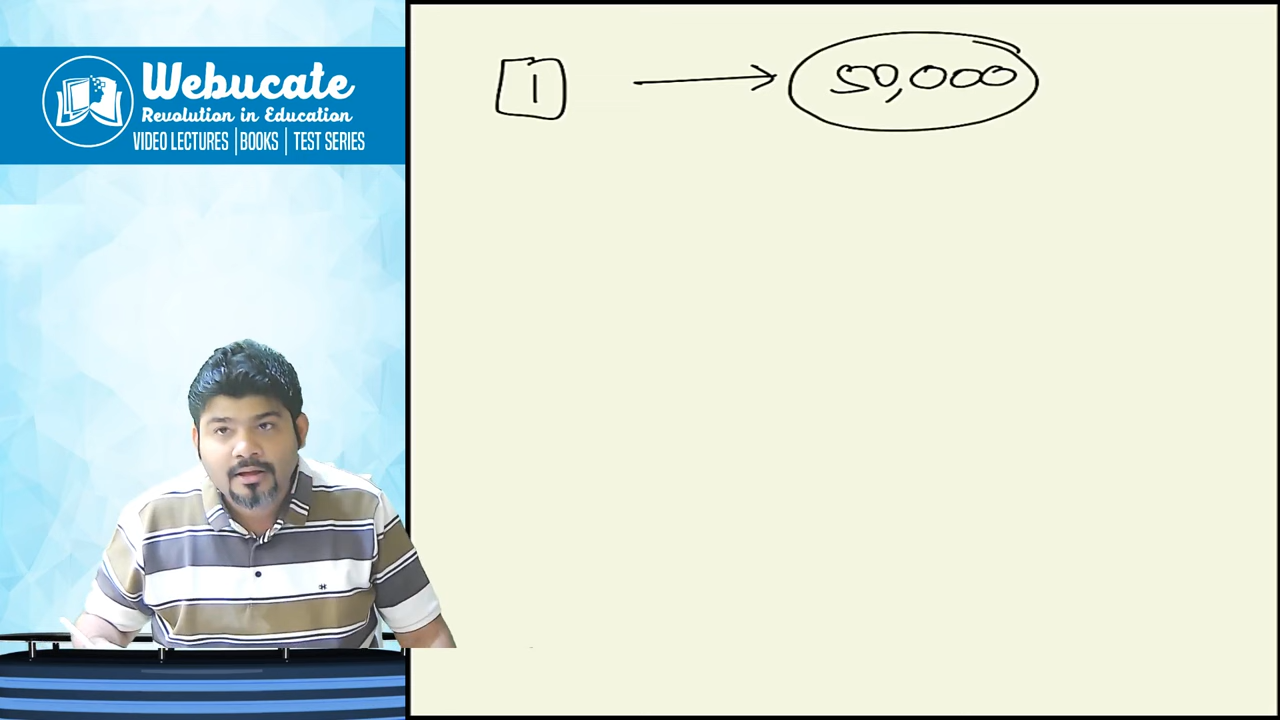 Webucate
Revolution in Education
VIDEO LECTURES | BOOKS | TEST SERIES
1 → 50,000